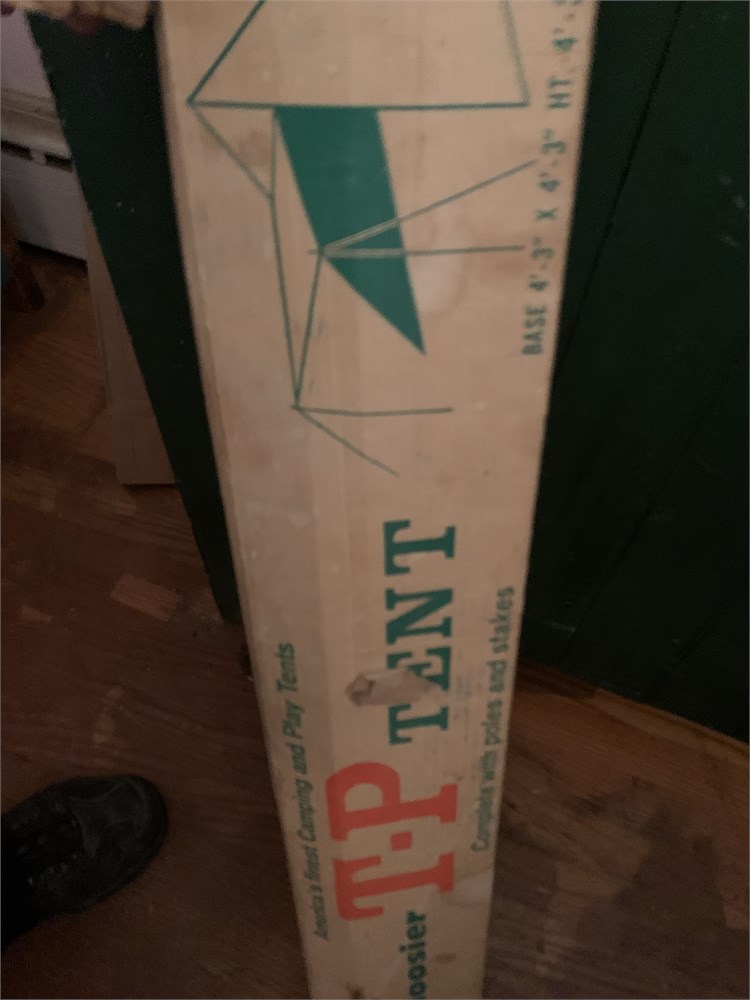 America's finest Camping and Play Tents
oosier T-P TENT
Complete with poles and stakes
BASE 4'-3" X 4'-3" HT. 4'-